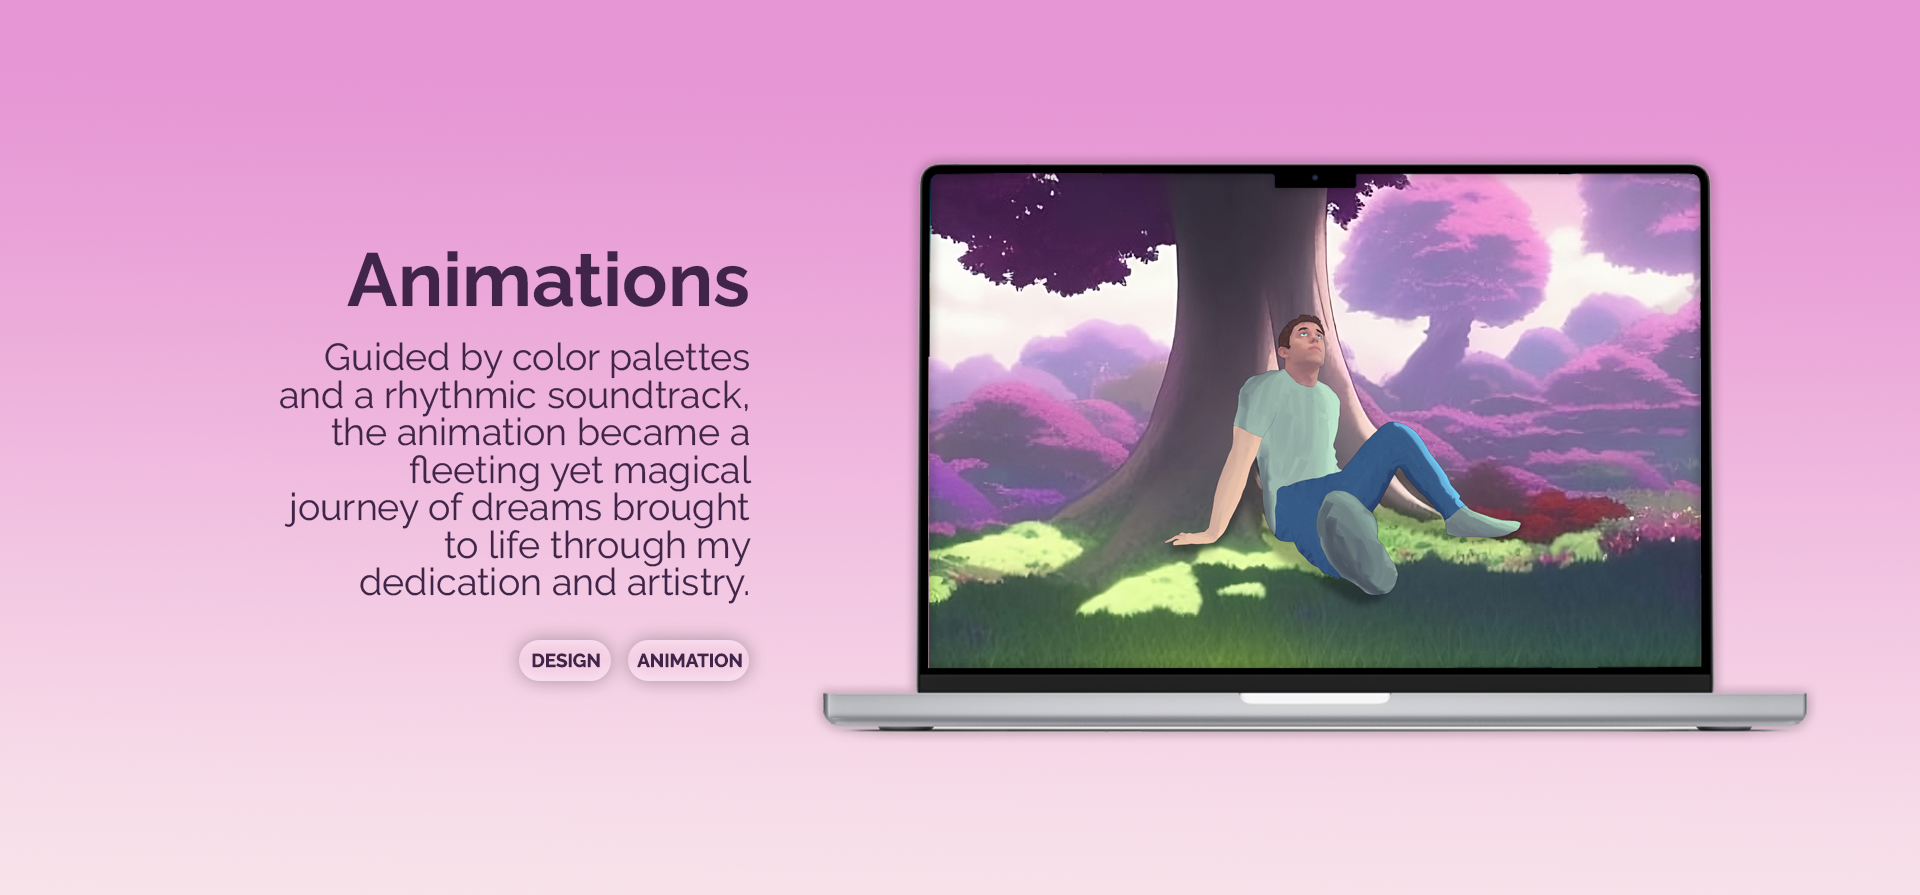 Animations
Guided by color palettes
and a rhythmic soundtrack,
the animation became a
fleeting yet magical
journey of dreams brought
to life through my
dedication and artistry.
DESIGN
ANIMATION